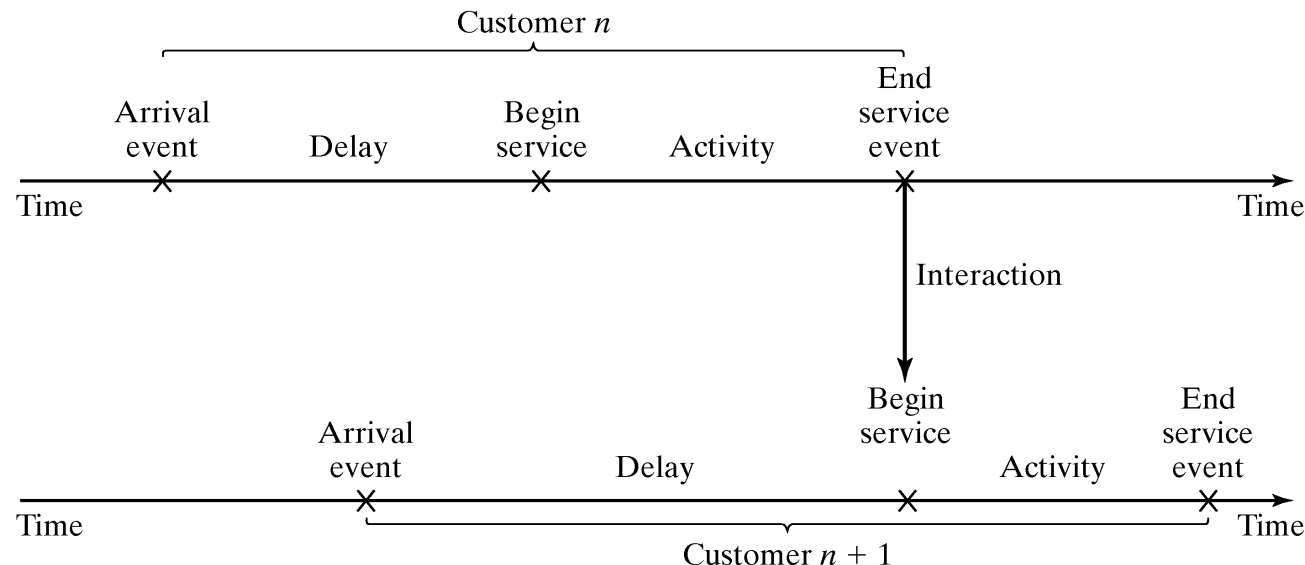 Customer n
Arrival
event
Delay
Begin
service
Activity
End
service
event
Time
Time
Interaction
Arrival
event
Delay
Begin
service
Activity
End
service
event
Time
Time
Customer n + 1